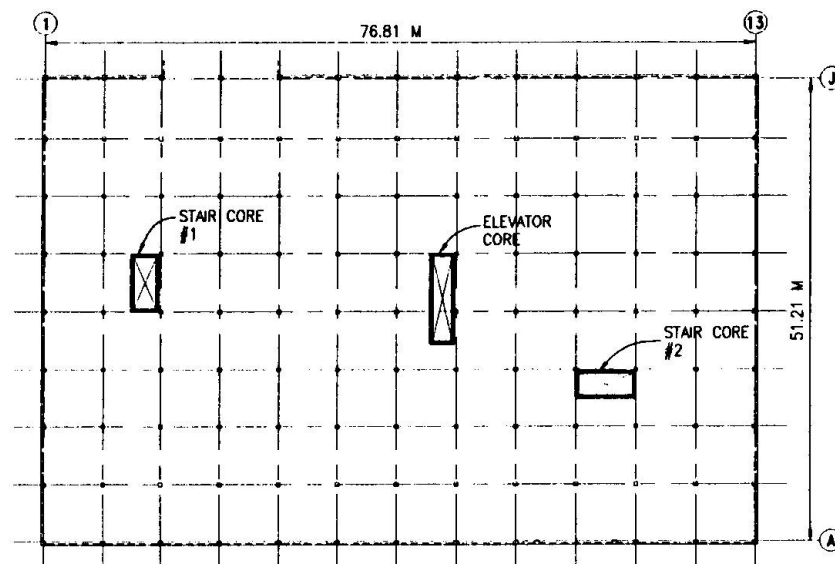 1
13
76.81 M
J
STAIR CORE
#1
ELEVATOR
CORE
51.21 M
STAIR CORE
#2
A